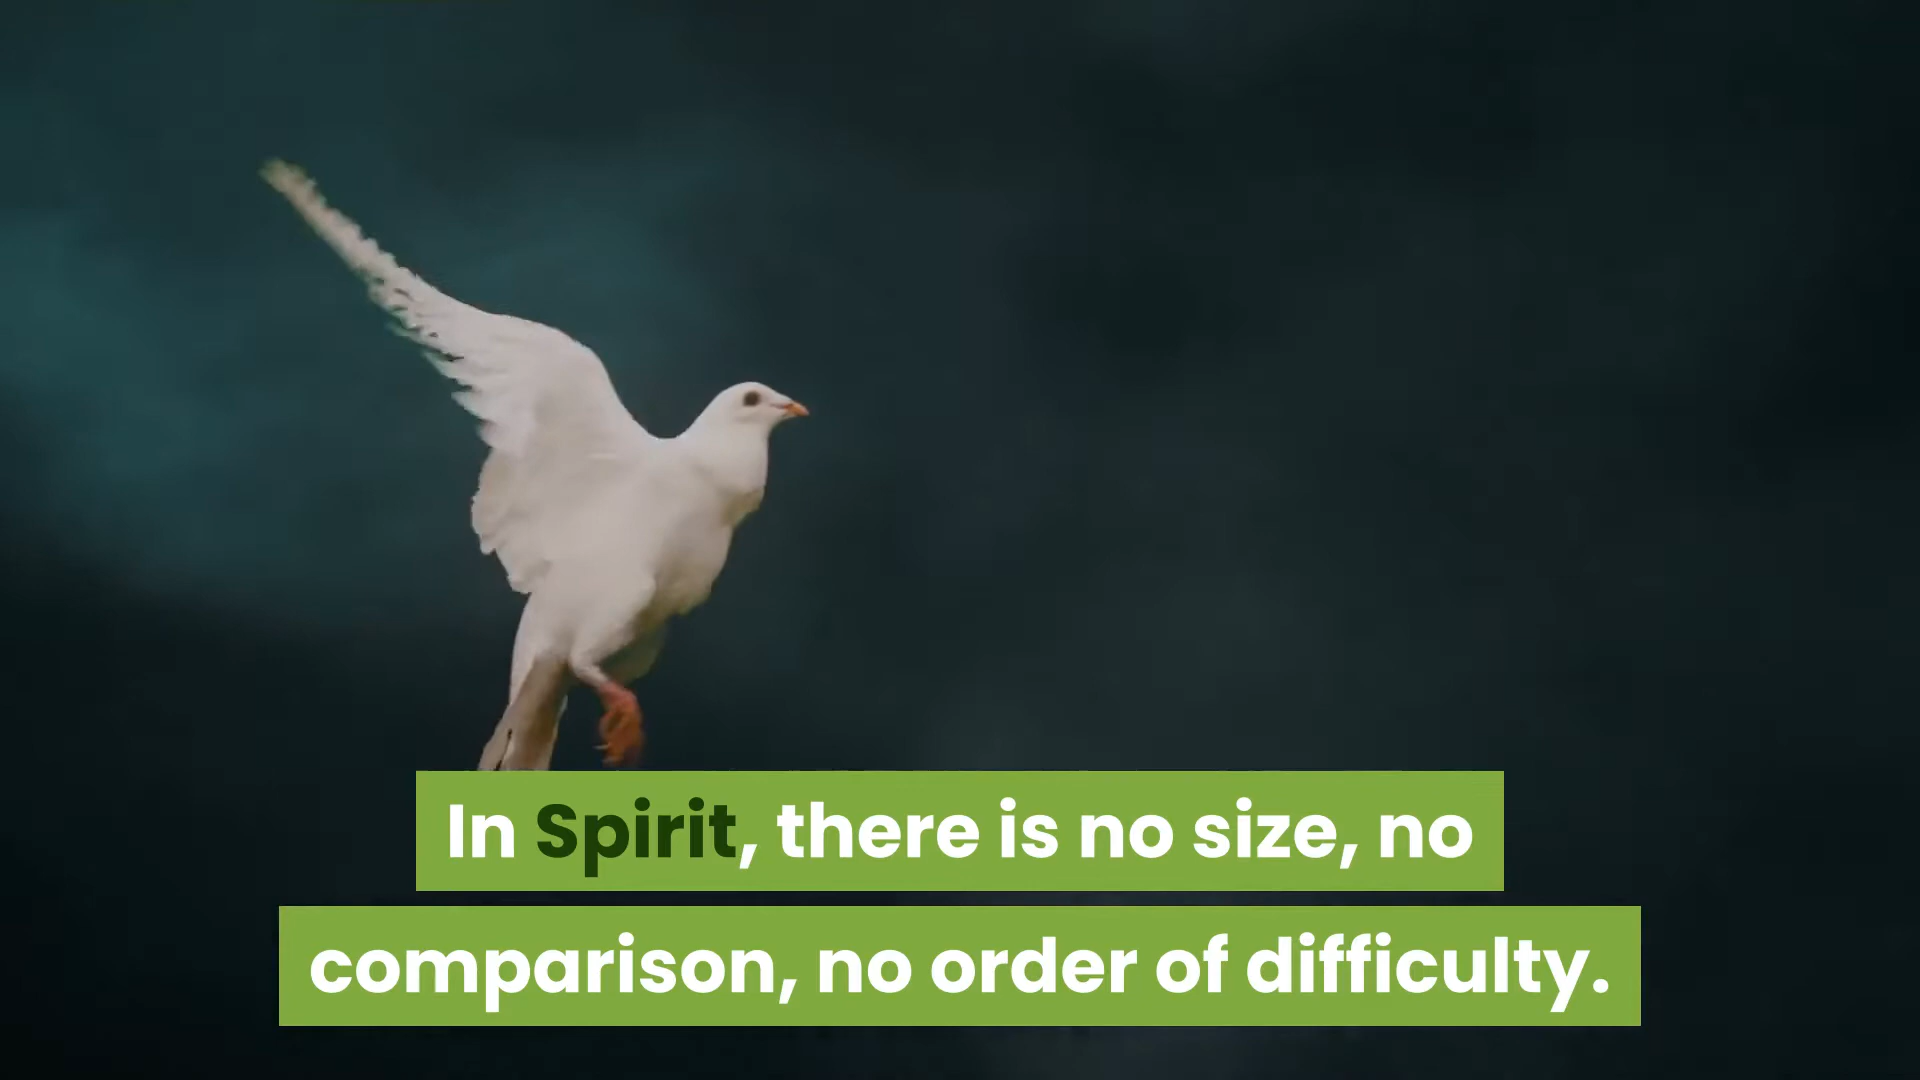 In Spirit, there is no size, no
comparison, no order of difficulty.